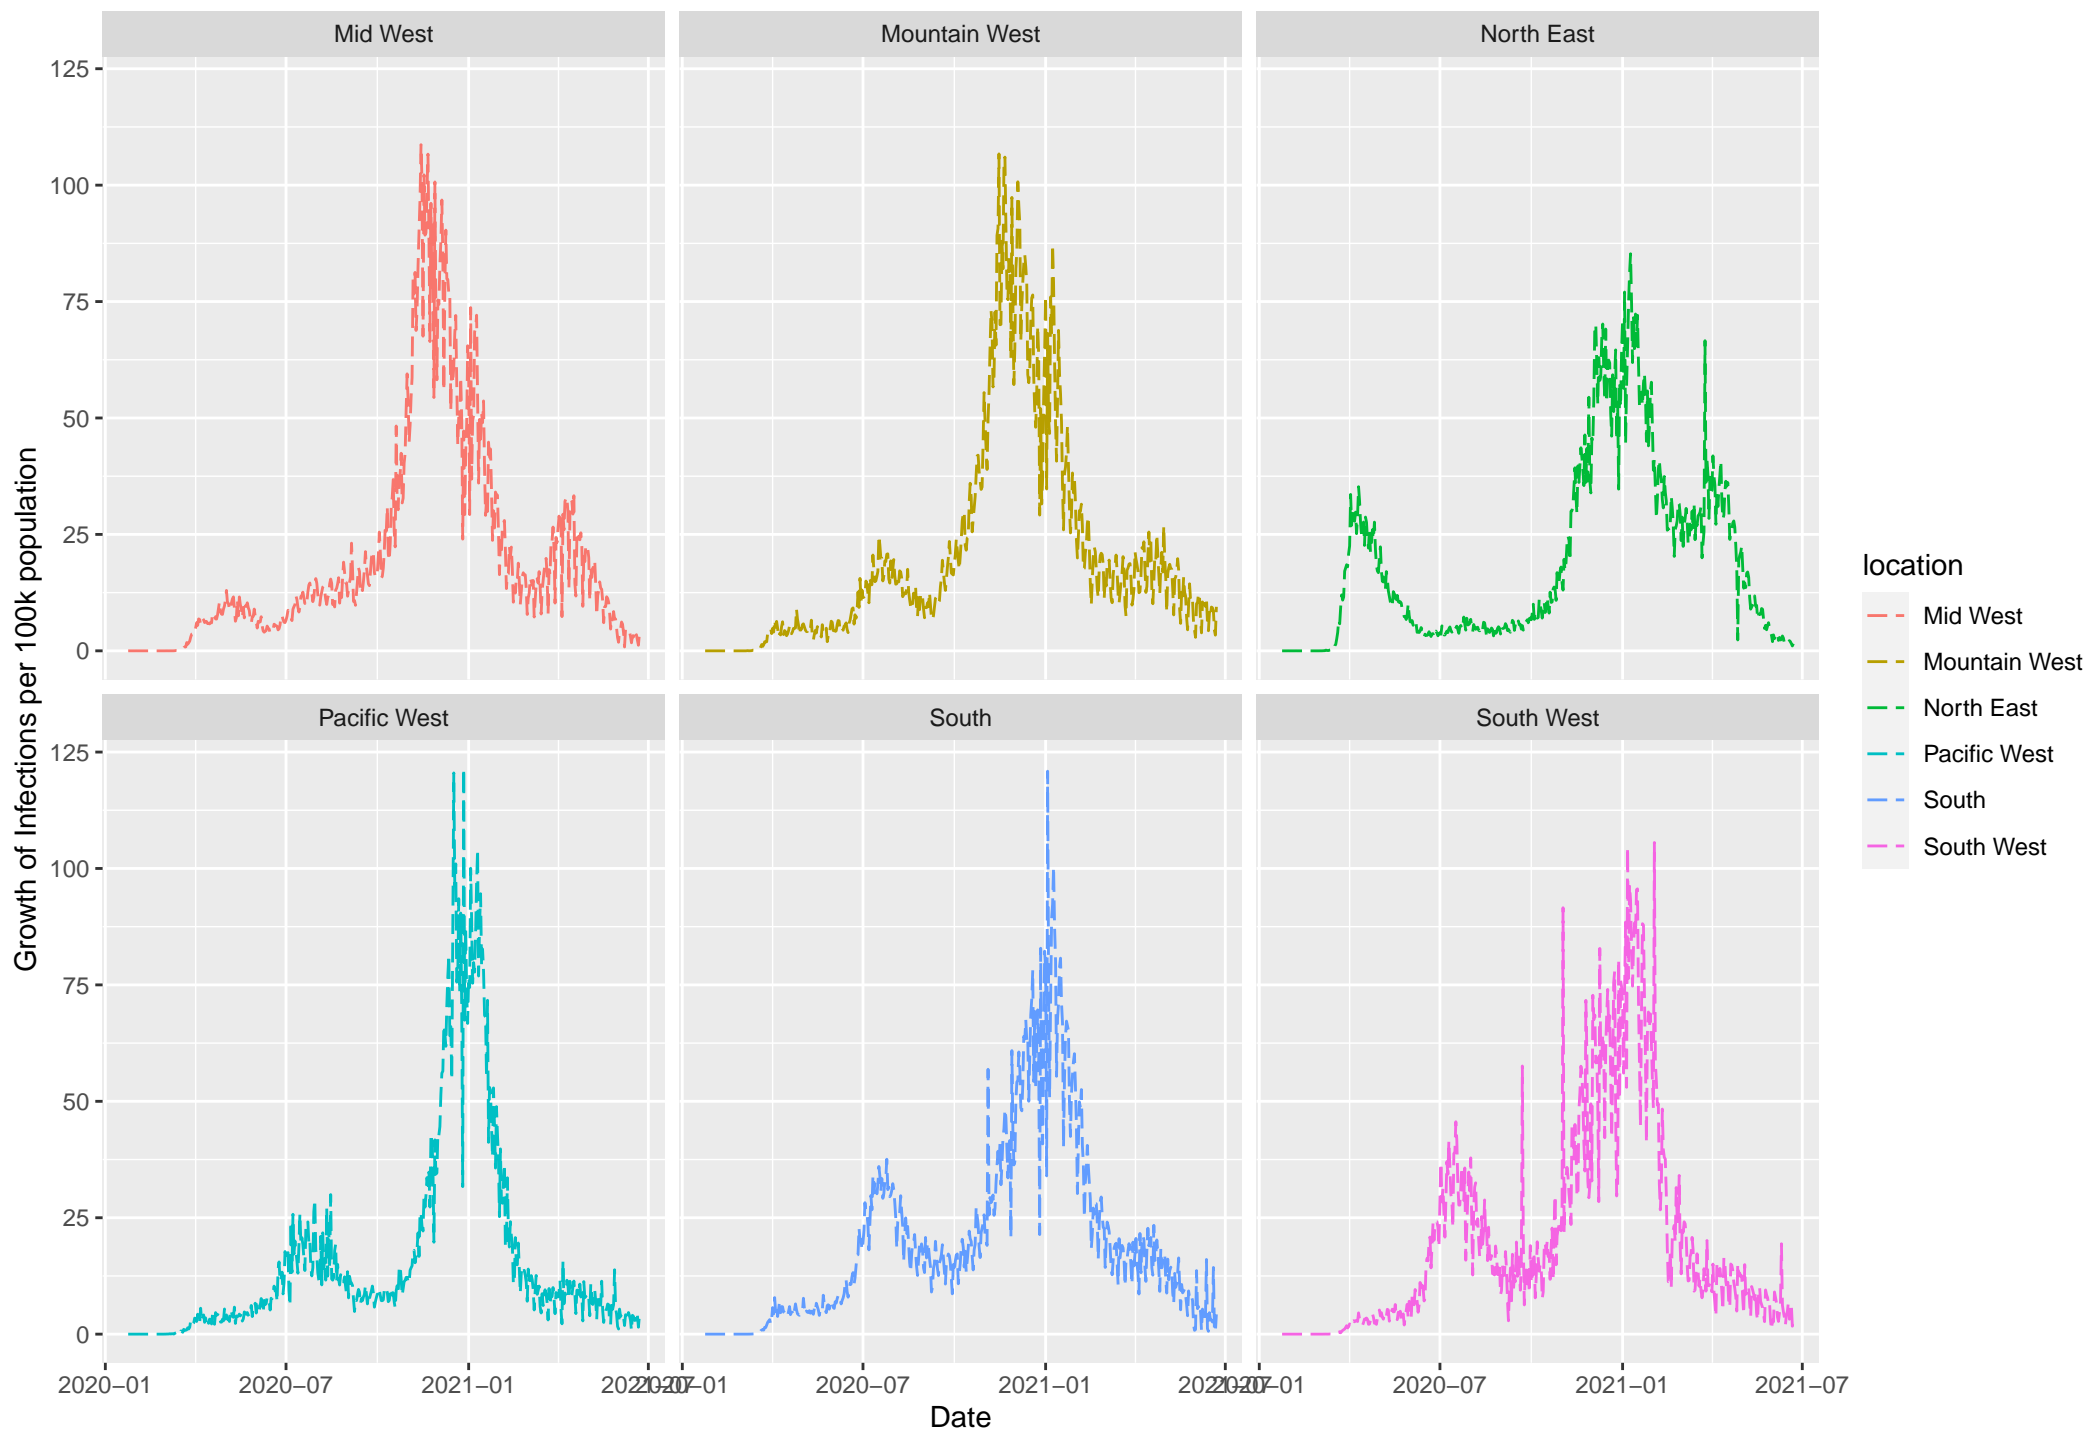 Mid West
Mountain West
North East
125
100
75
50
25
0
Growth of Infections per 100k population
Pacific West
South
South West
125
100
75
50
25
0
2020−01
2020−07
2021−01
2021−07
2020−01
2020−07
2021−01
2021−07
2020−01
2020−07
2021−01
2021−07
Date
location
Mid West
Mountain West
North East
Pacific West
South
South West